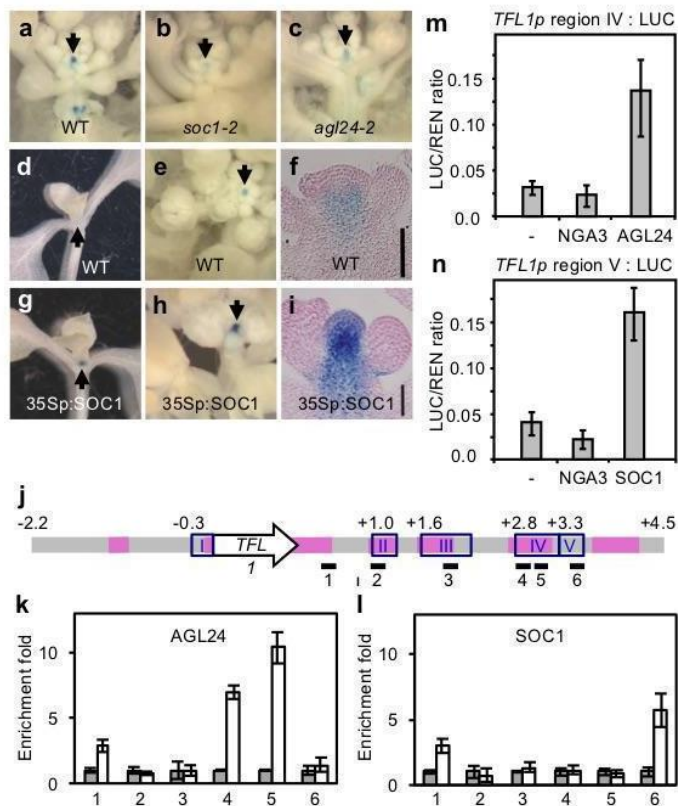 a
WT
b
soc1-2
c
agl24-2
d
WT
e
WT
f
WT
g
35Sp:SOC1
h
35Sp:SOC1
i
35Sp:SOC1
m
TFL1p region IV : LUC
LUC/REN ratio
0.15
0.10
0.05
0.0
- NGA3 AGL24
n
TFL1p region V : LUC
LUC/REN ratio
0.15
0.10
0.05
0.0
- NGA3 SOC1
j
-2.2 -0.3 +1.0 +1.6 +2.8 +3.3 +4.5
I TFL II III IV V
1
1 2 3 4 5 6
k
AGL24
Enrichment fold
10
5
0
1 2 3 4 5 6
l
SOC1
Enrichment fold
10
5
0
1 2 3 4 5 6